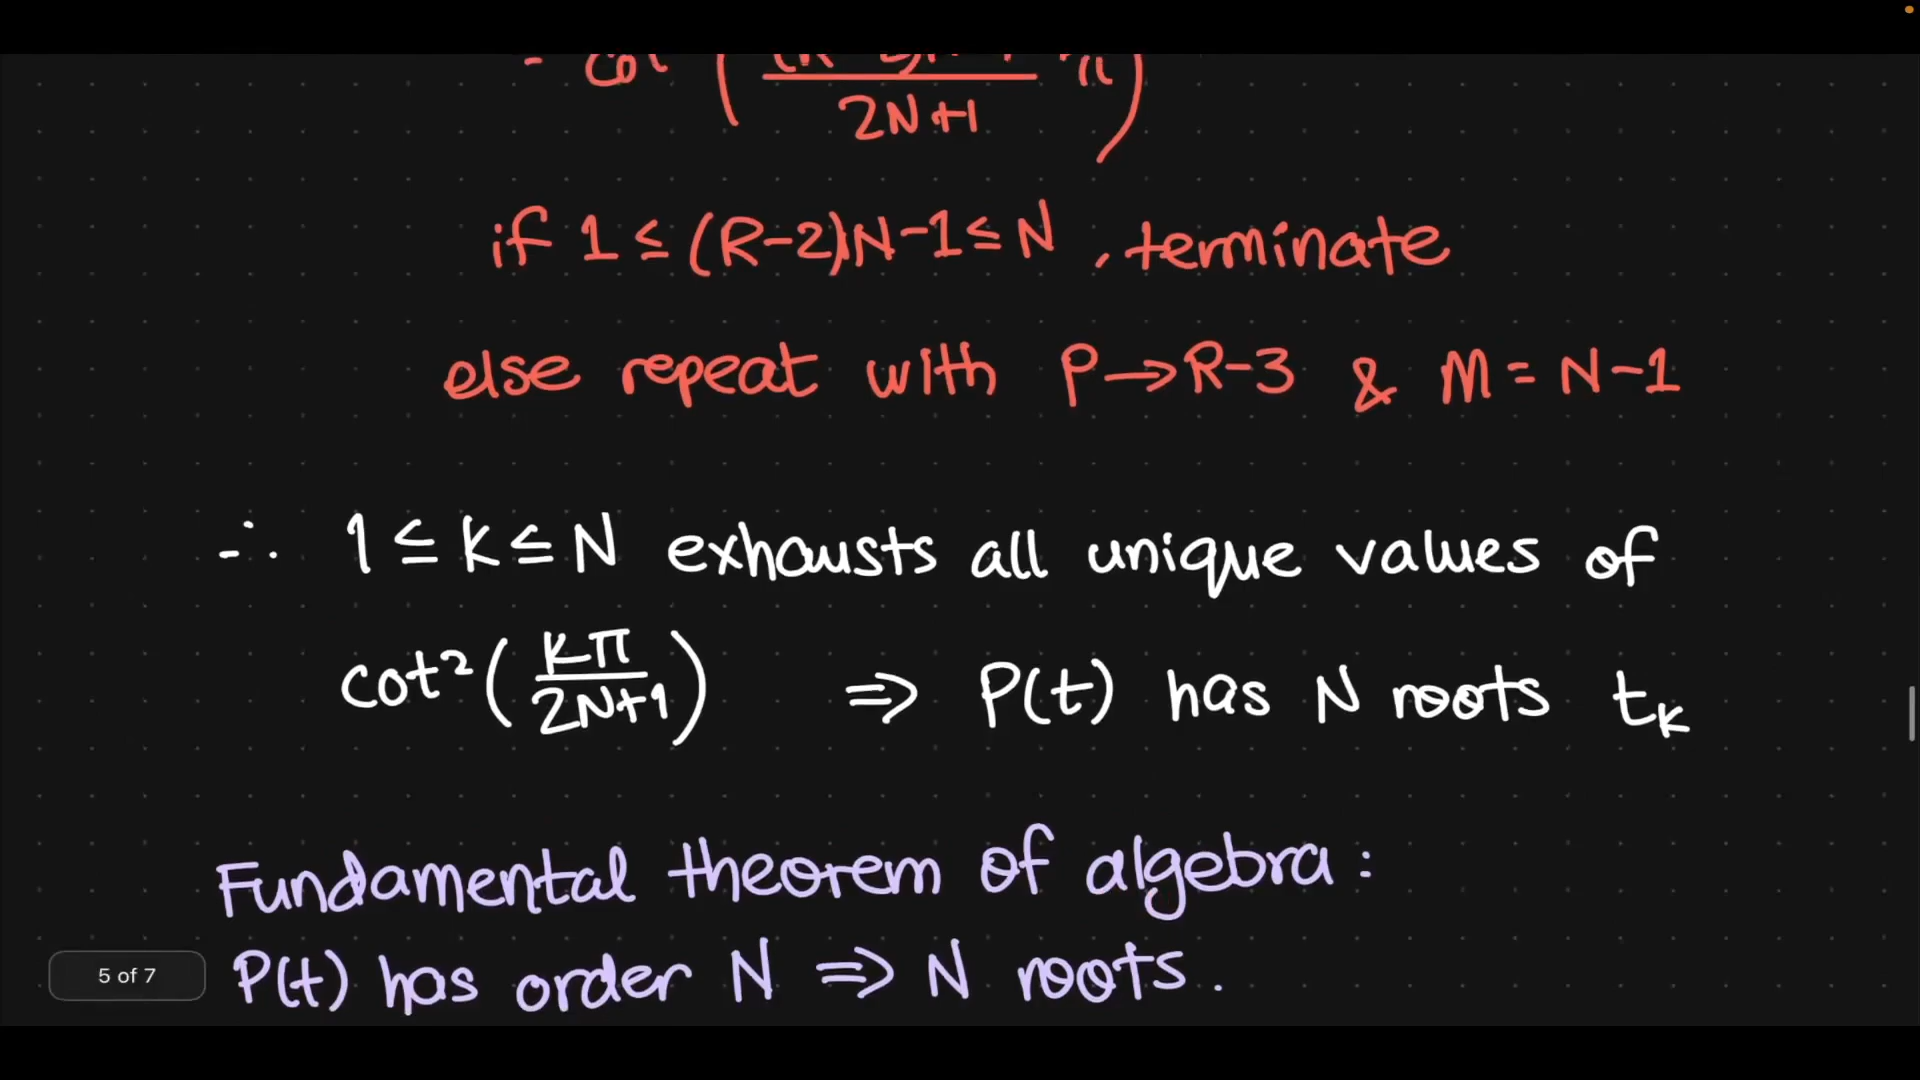 - cot ( π )
2N+1
if 1 ≤ (R-2)N-1 ≤ N , terminate
else repeat with P→R-3 & M = N-1
∴ 1 ≤ K ≤ N exhausts all unique values of
cot² ( Kπ / 2N+1 ) ⇒ P(t) has N roots t_K
Fundamental theorem of algebra :
P(t) has order N ⇒ N roots .
5 of 7